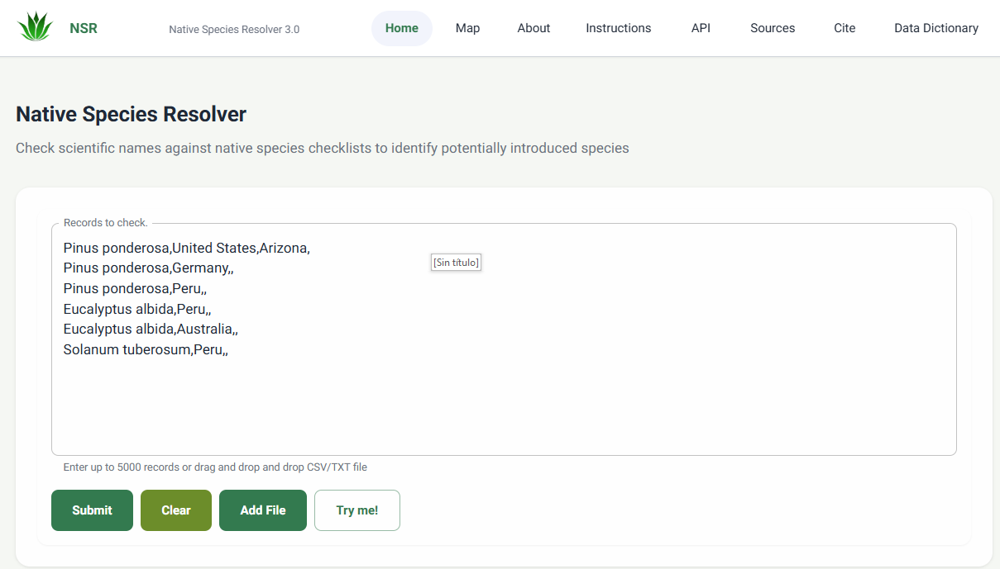 NSR
Native Species Resolver 3.0
Home
Map
About
Instructions
API
Sources
Cite
Data Dictionary
Native Species Resolver
Check scientific names against native species checklists to identify potentially introduced species
Records to check.
Pinus ponderosa,United States,Arizona,
[Sin título]
Pinus ponderosa,Germany,,
Pinus ponderosa,Peru,,
Eucalyptus albida,Peru,,
Eucalyptus albida,Australia,,
Solanum tuberosum,Peru,,
Enter up to 5000 records or drag and drop and drop CSV/TXT file
Submit
Clear
Add File
Try me!